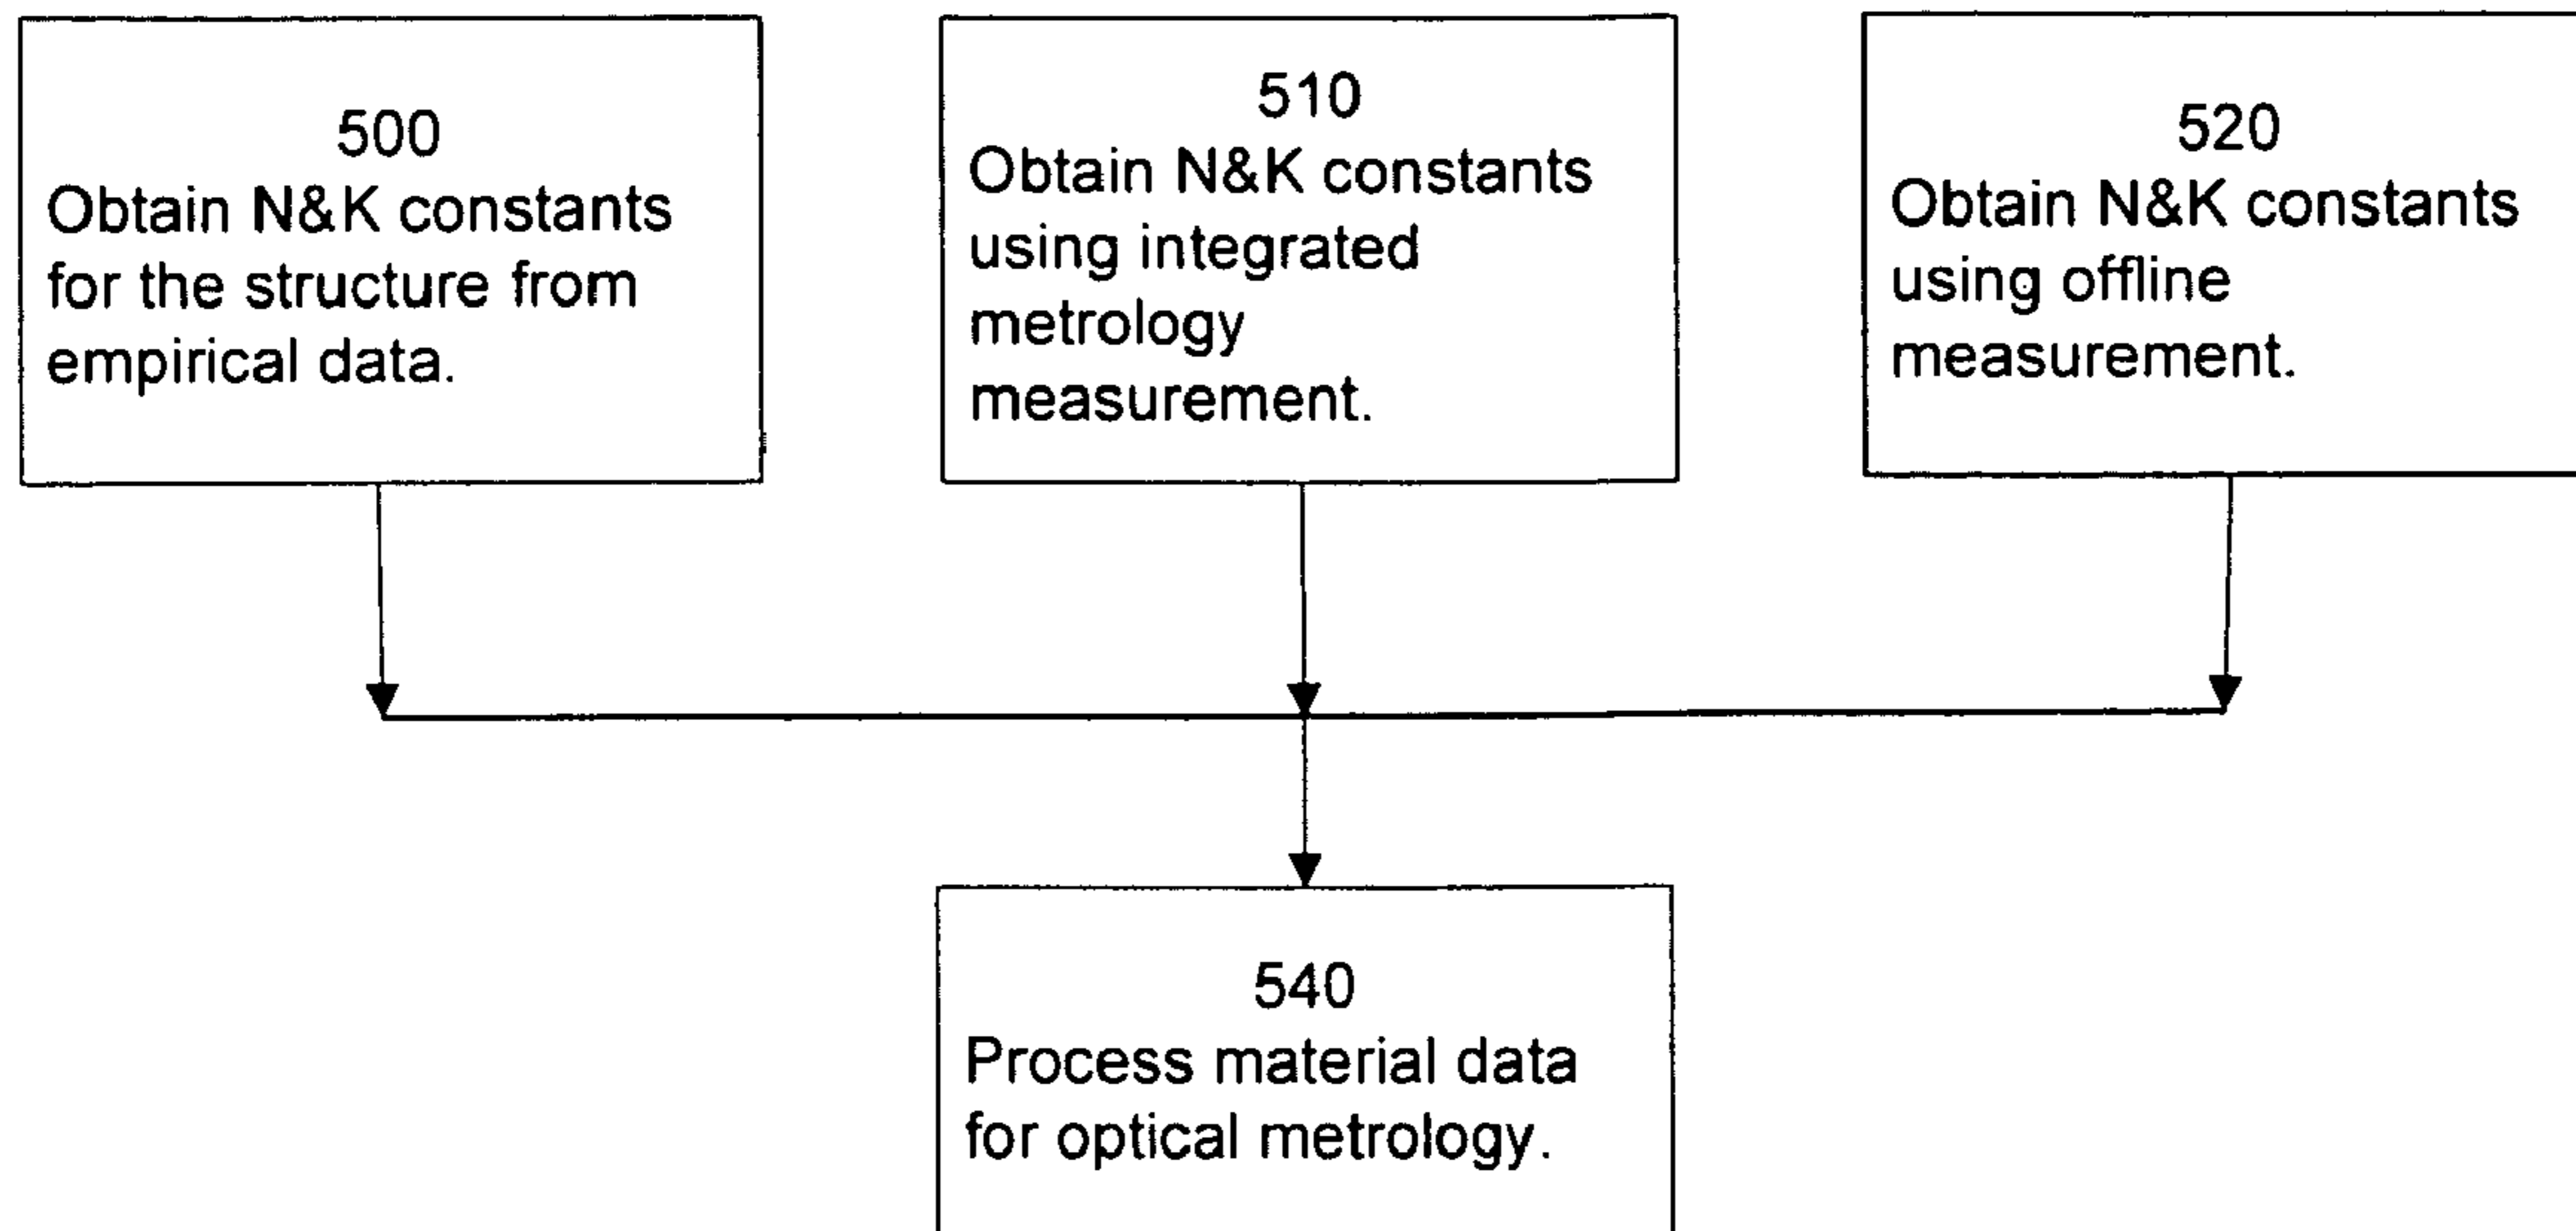 500
Obtain N&K constants
for the structure from
empirical data.
510
Obtain N&K constants
using integrated
metrology
measurement.
520
Obtain N&K constants
using offline
measurement.
540
Process material data
for optical metrology.